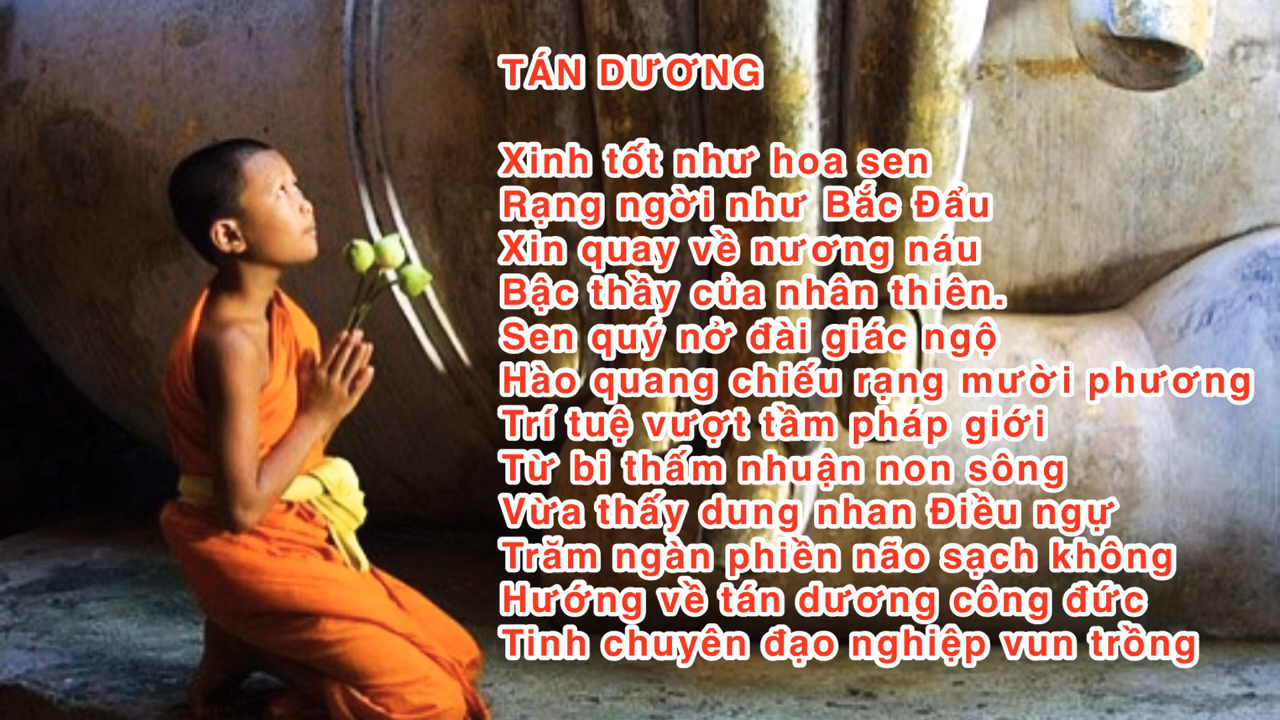 TÁN DƯƠNG
Xinh tốt như hoa sen
Rạng ngời như Bắc Đẩu
Xin quay về nương náu
Bậc thầy của nhân thiên.
Sen quý nở đài giác ngộ
Hào quang chiếu rạng mười phương
Trí tuệ vượt tầm pháp giới
Từ bi thấm nhuận non sông
Vừa thấy dung nhan Điều ngự
Trăm ngàn phiền não sạch không
Hướng về tán dương công đức
Tinh chuyên đạo nghiệp vun trồng